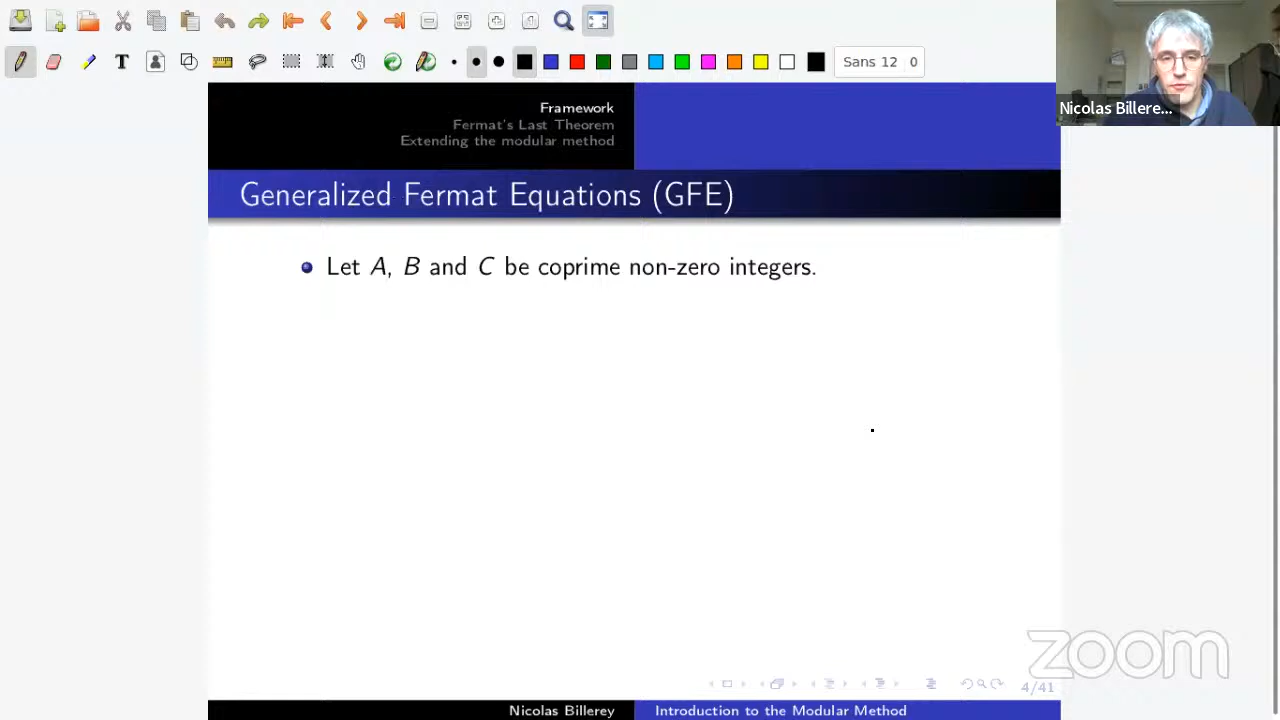 Sans 12 0
Nicolas Billere...
Framework
Fermat's Last Theorem
Extending the modular method
Generalized Fermat Equations (GFE)
Let A, B and C be coprime non-zero integers.
zoom
4/41
Nicolas Billerey Introduction to the Modular Method